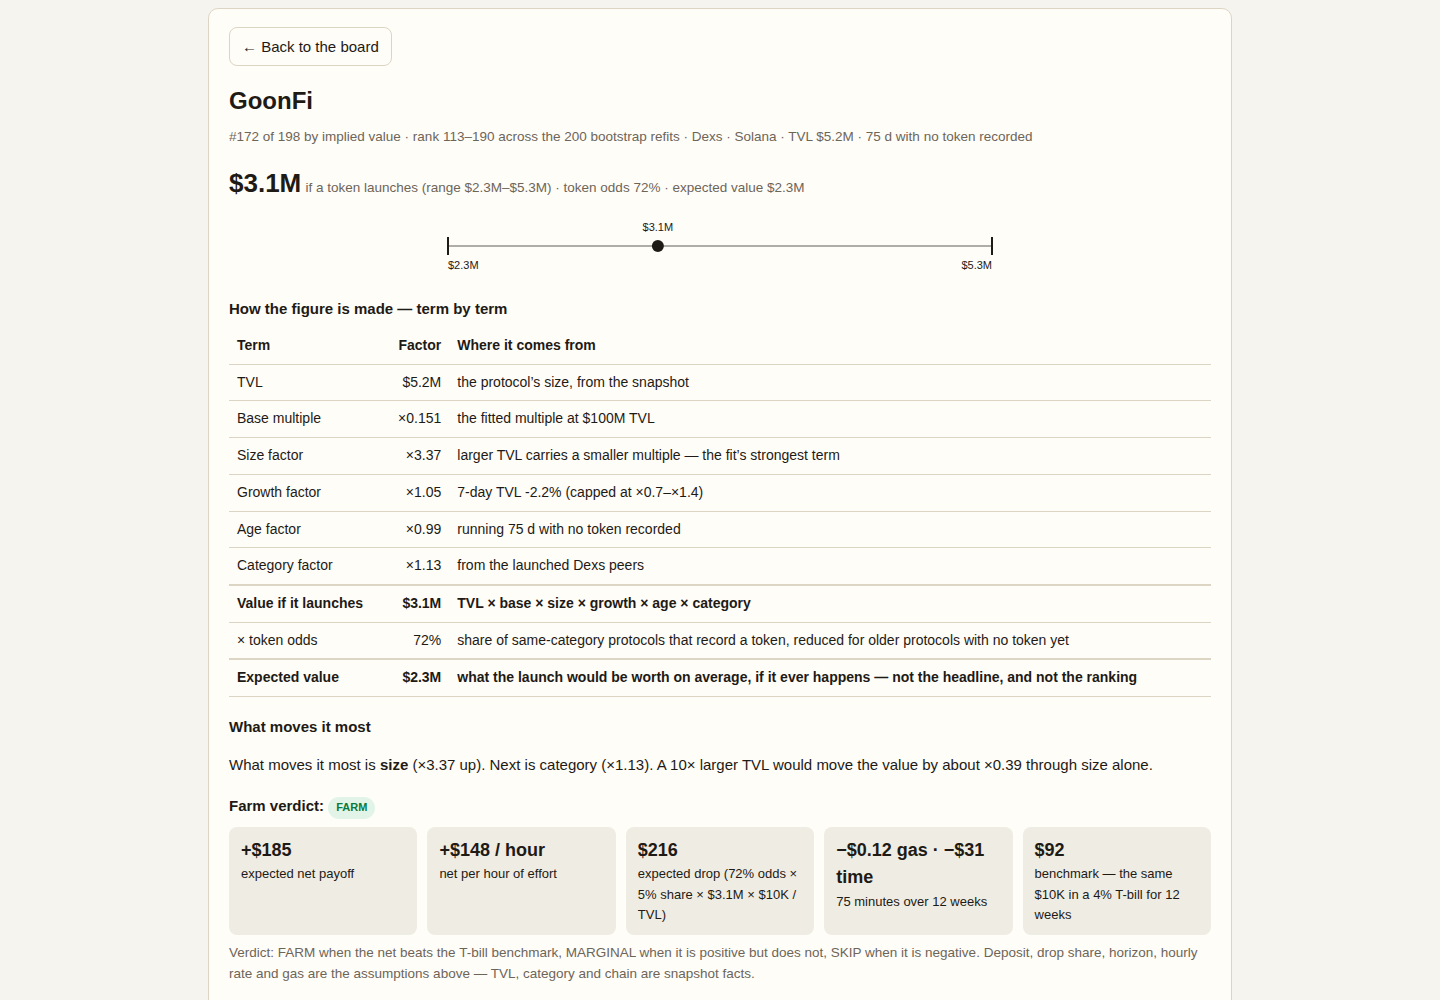 ← Back to the board
GoonFi
#172 of 198 by implied value · rank 113–190 across the 200 bootstrap refits · Dexs · Solana · TVL $5.2M · 75 d with no token recorded
$3.1M if a token launches (range $2.3M–$5.3M) · token odds 72% · expected value $2.3M
$3.1M
$2.3M $5.3M
How the figure is made — term by term
Term Factor Where it comes from
TVL $5.2M the protocol’s size, from the snapshot
Base multiple ×0.151 the fitted multiple at $100M TVL
Size factor ×3.37 larger TVL carries a smaller multiple — the fit’s strongest term
Growth factor ×1.05 7-day TVL -2.2% (capped at ×0.7–×1.4)
Age factor ×0.99 running 75 d with no token recorded
Category factor ×1.13 from the launched Dexs peers
Value if it launches $3.1M TVL × base × size × growth × age × category
× token odds 72% share of same-category protocols that record a token, reduced for older protocols with no token yet
Expected value $2.3M what the launch would be worth on average, if it ever happens — not the headline, and not the ranking
What moves it most
What moves it most is size (×3.37 up). Next is category (×1.13). A 10× larger TVL would move the value by about ×0.39 through size alone.
Farm verdict: FARM
+$185
expected net payoff
+$148 / hour
net per hour of effort
$216
expected drop (72% odds ×
5% share × $3.1M × $10K /
TVL)
−$0.12 gas · −$31
time
75 minutes over 12 weeks
$92
benchmark — the same
$10K in a 4% T-bill for 12
weeks
Verdict: FARM when the net beats the T-bill benchmark, MARGINAL when it is positive but does not, SKIP when it is negative. Deposit, drop share, horizon, hourly
rate and gas are the assumptions above — TVL, category and chain are snapshot facts.